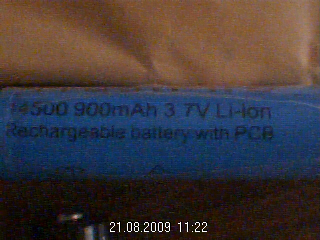 14500 900mAh 3.7V Li-Ion
Rechargeable battery with PCB
21.08.2009 11:22